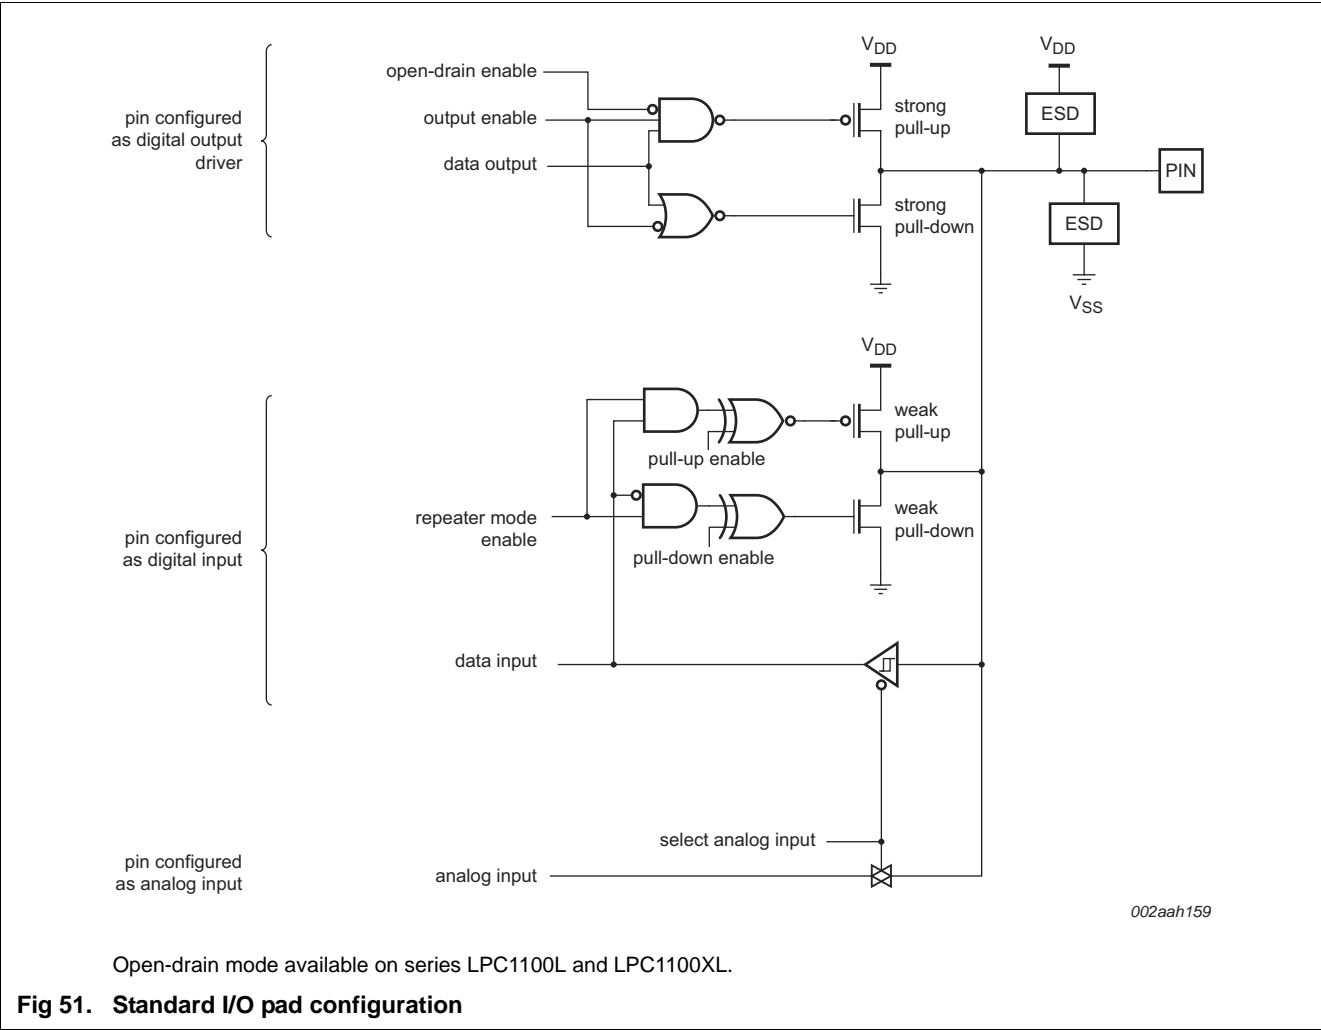 pin configured
as digital output
driver
open-drain enable
output enable
data output
VDD
strong
pull-up
strong
pull-down
VDD
ESD
PIN
ESD
VSS
pin configured
as digital input
VDD
weak
pull-up
pull-up enable
repeater mode
enable
weak
pull-down
pull-down enable
data input
select analog input
pin configured
as analog input
analog input
002aah159
Open-drain mode available on series LPC1100L and LPC1100XL.
Fig 51. Standard I/O pad configuration